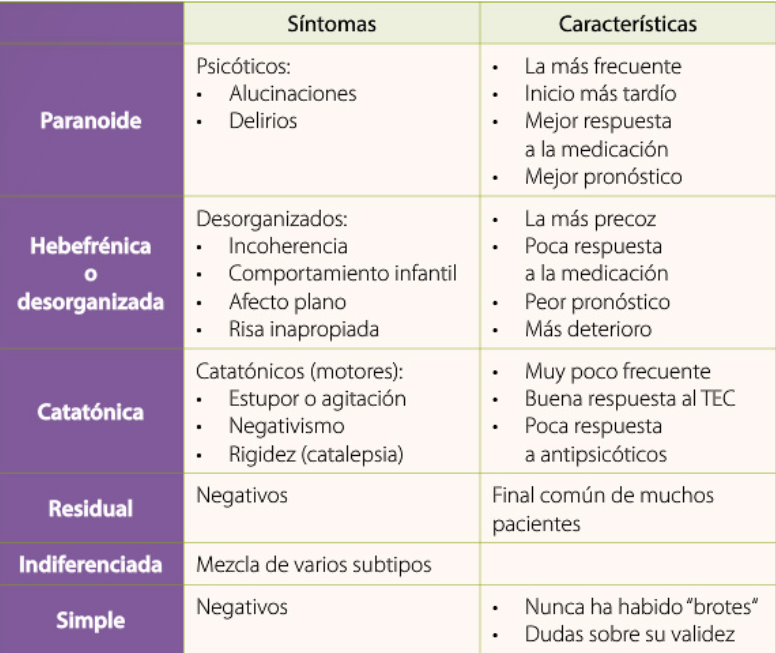 Síntomas
Características
Paranoide
Psicóticos:
• Alucinaciones
• Delirios
• La más frecuente
• Inicio más tardío
• Mejor respuesta
a la medicación
• Mejor pronóstico
Hebefrénica
o
desorganizada
Desorganizados:
• Incoherencia
• Comportamiento infantil
• Afecto plano
• Risa inapropiada
• La más precoz
• Poca respuesta
a la medicación
• Peor pronóstico
• Más deterioro
Catatónica
Catatónicos (motores):
• Estupor o agitación
• Negativismo
• Rigidez (catalepsia)
• Muy poco frecuente
• Buena respuesta al TEC
• Poca respuesta
a antipsicóticos
Residual
Negativos
Final común de muchos
pacientes
Indiferenciada
Mezcla de varios subtipos
Simple
Negativos
• Nunca ha habido “brotes”
• Dudas sobre su validez